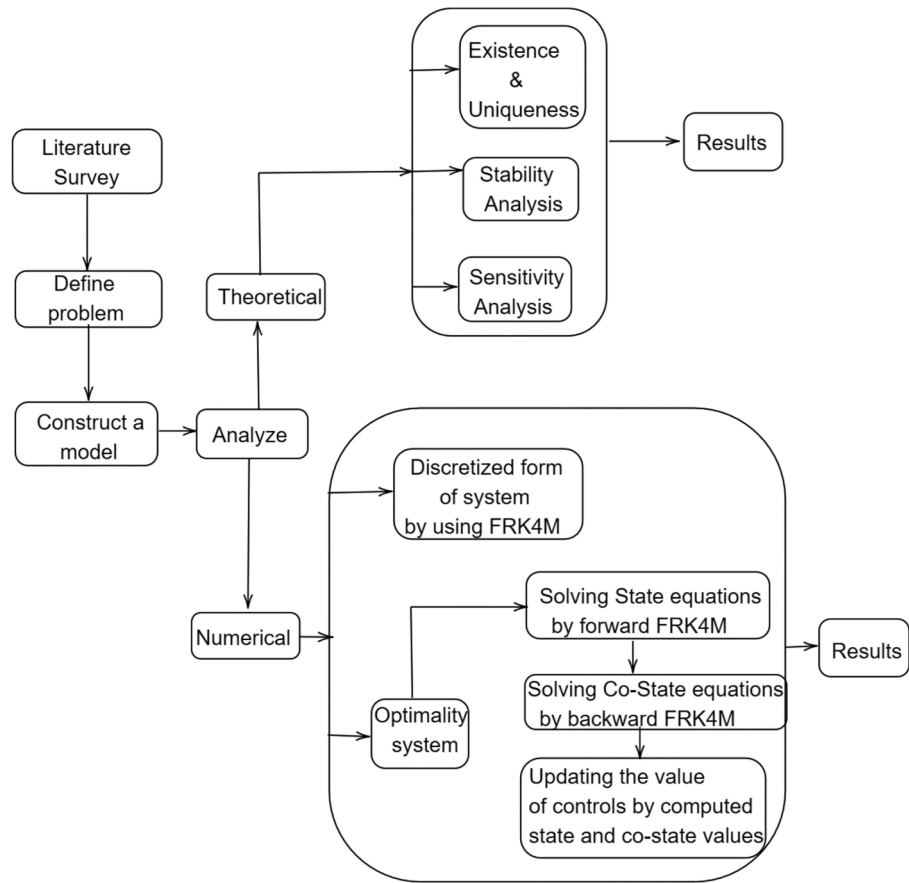 Literature
Survey
Define
problem
Construct a
model
Analyze
Theoretical
Existence
&
Uniqueness
Stability
Analysis
Sensitivity
Analysis
Results
Numerical
Discretized form
of system
by using FRK4M
Optimality
system
Solving State equations
by forward FRK4M
Solving Co-State equations
by backward FRK4M
Updating the value
of controls by computed
state and co-state values
Results